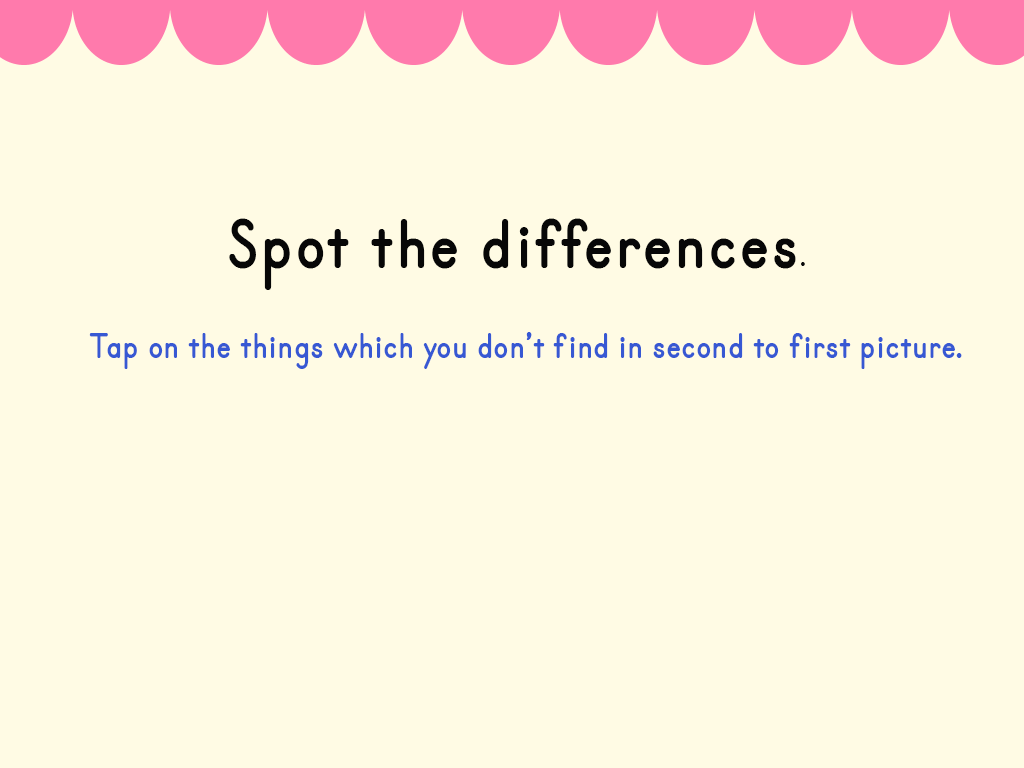 Spot the differences.
Tap on the things which you don't find in second to first picture.